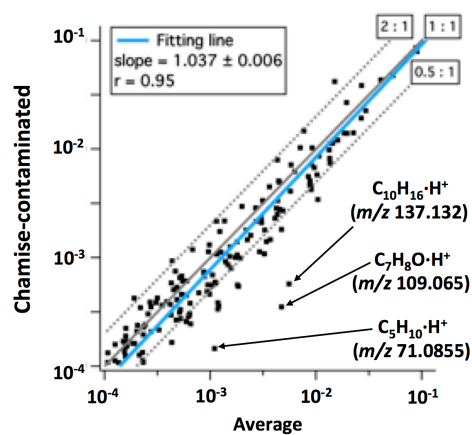 2 : 1
1 : 1
0.5 : 1
Fitting line
slope = 1.037 ± 0.006
r = 0.95
Chamise-contaminated
10⁻¹
10⁻²
10⁻³
10⁻⁴
C₁₀H₁₆·H⁺
(m/z 137.132)
C₇H₈O·H⁺
(m/z 109.065)
C₅H₁₀·H⁺
(m/z 71.0855)
10⁻⁴ 10⁻³ 10⁻² 10⁻¹
Average